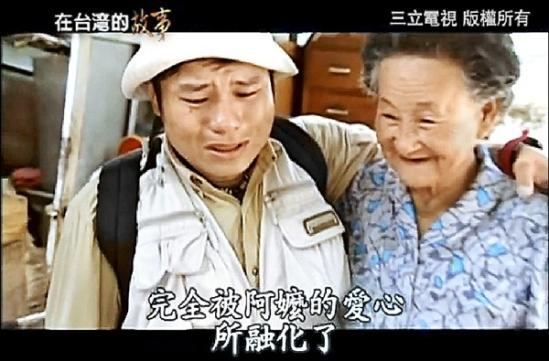 在台湾的故事
三立電視 版權所有
完全被阿嬤的愛心
所融化了